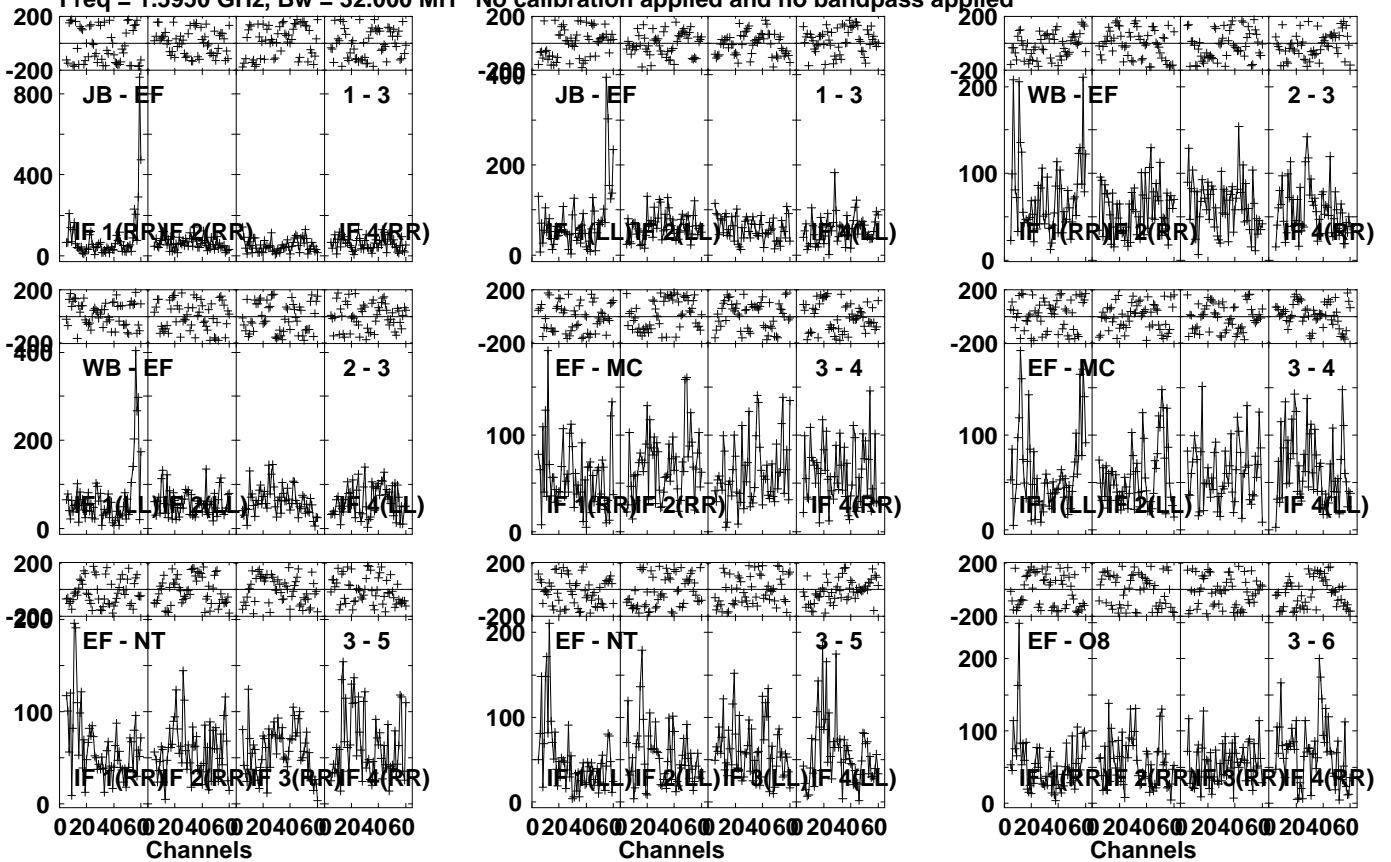 Freq = 1.5950 GHz, Bw = 32.000 MH No calibration applied and no bandpass applied
200
-200
800
400
0
JB - EF
1 - 3
IF 1(RR) IF 2(RR) IF 4(RR)
200
-200
400
200
0
JB - EF
1 - 3
IF 1(LL) IF 2(LL) IF 4(LL)
200
-200
200
100
0
WB - EF
2 - 3
IF 1(RR) IF 2(RR) IF 4(RR)
200
-200
400
200
0
WB - EF
2 - 3
IF 1(LL) IF 2(LL) IF 4(LL)
200
-200
100
0
EF - MC
3 - 4
IF 1(RR) IF 2(RR) IF 4(RR)
200
-200
100
0
EF - MC
3 - 4
IF 1(LL) IF 2(LL) IF 4(LL)
200
-200
200
100
0
EF - NT
3 - 5
IF 1(RR) IF 2(RR) IF 3(RR) IF 4(RR)
0 20 40 60 0 20 40 60 0 20 40 60 0 20 40 60
Channels
200
-200
200
100
0
EF - NT
3 - 5
IF 1(LL) IF 2(LL) IF 3(LL) IF 4(LL)
0 20 40 60 0 20 40 60 0 20 40 60 0 20 40 60
Channels
200
-200
200
100
0
EF - O8
3 - 6
IF 1(RR) IF 2(RR) IF 3(RR) IF 4(RR)
0 20 40 60 0 20 40 60 0 20 40 60 0 20 40 60
Channels